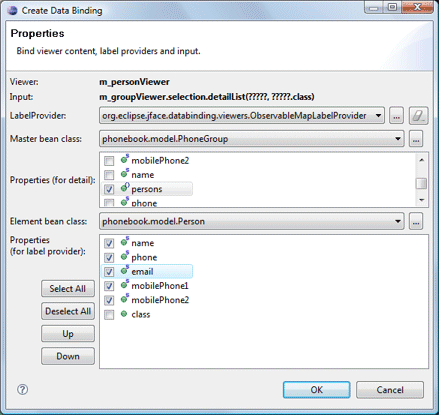 Create Data Binding
Properties
Bind viewer content, label providers and input.
Viewer: m_personViewer
Input: m_groupViewer.selection.detailList(?????, ?????.class)
LabelProvider: org.eclipse.jface.databinding.viewers.ObservableMapLabelProvider ...
Master bean class: phonebook.model.PhoneGroup ...
Properties (for detail):
mobilePhone2
name
persons
phone
Element bean class: phonebook.model.Person ...
Properties
(for label provider):
name
phone
email
mobilePhone1
mobilePhone2
class
Select All
Deselect All
Up
Down
? OK Cancel